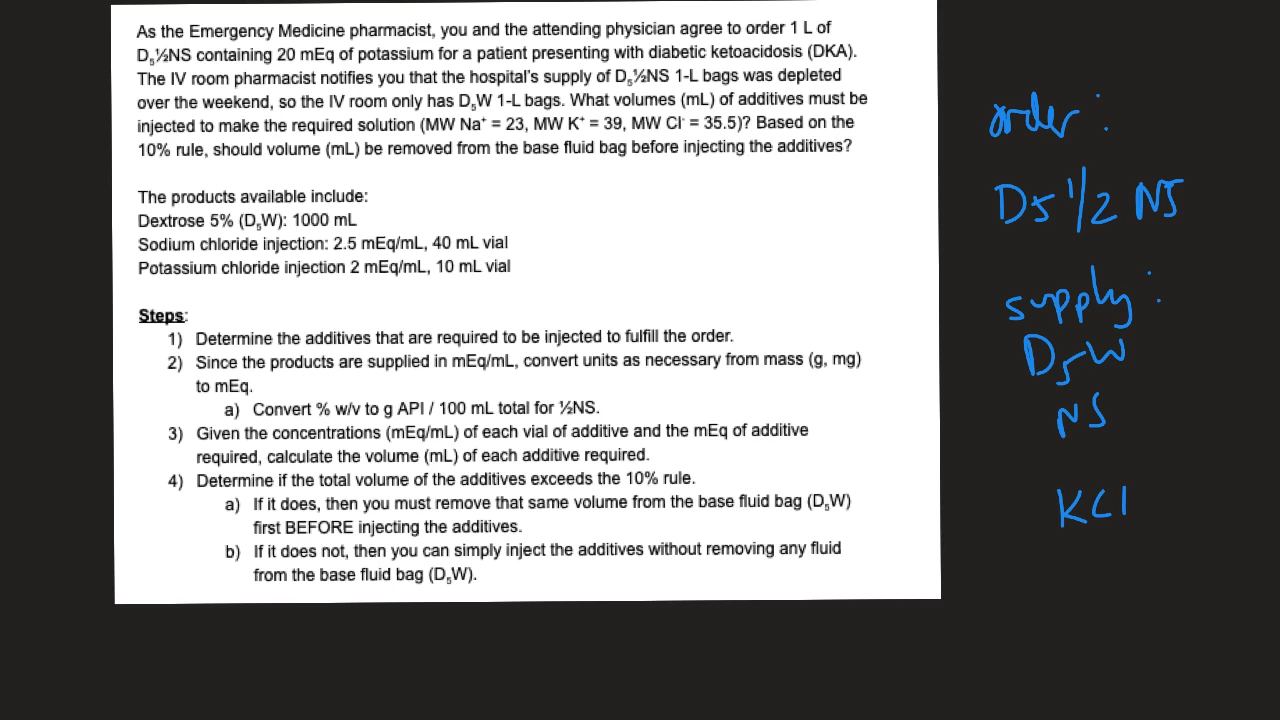 As the Emergency Medicine pharmacist, you and the attending physician agree to order 1 L of
D₅½NS containing 20 mEq of potassium for a patient presenting with diabetic ketoacidosis (DKA).
The IV room pharmacist notifies you that the hospital's supply of D₅½NS 1-L bags was depleted
over the weekend, so the IV room only has D₅W 1-L bags. What volumes (mL) of additives must be
injected to make the required solution (MW Na⁺ = 23, MW K⁺ = 39, MW Cl⁻ = 35.5)? Based on the
10% rule, should volume (mL) be removed from the base fluid bag before injecting the additives?
The products available include:
Dextrose 5% (D₅W): 1000 mL
Sodium chloride injection: 2.5 mEq/mL, 40 mL vial
Potassium chloride injection 2 mEq/mL, 10 mL vial
Steps:
1) Determine the additives that are required to be injected to fulfill the order.
2) Since the products are supplied in mEq/mL, convert units as necessary from mass (g, mg)
to mEq.
a) Convert % w/v to g API / 100 mL total for ½NS.
3) Given the concentrations (mEq/mL) of each vial of additive and the mEq of additive
required, calculate the volume (mL) of each additive required.
4) Determine if the total volume of the additives exceeds the 10% rule.
a) If it does, then you must remove that same volume from the base fluid bag (D₅W)
first BEFORE injecting the additives.
b) If it does not, then you can simply inject the additives without removing any fluid
from the base fluid bag (D₅W).
order:
D5 1/2 NS
supply:
D5W
NS
KCl